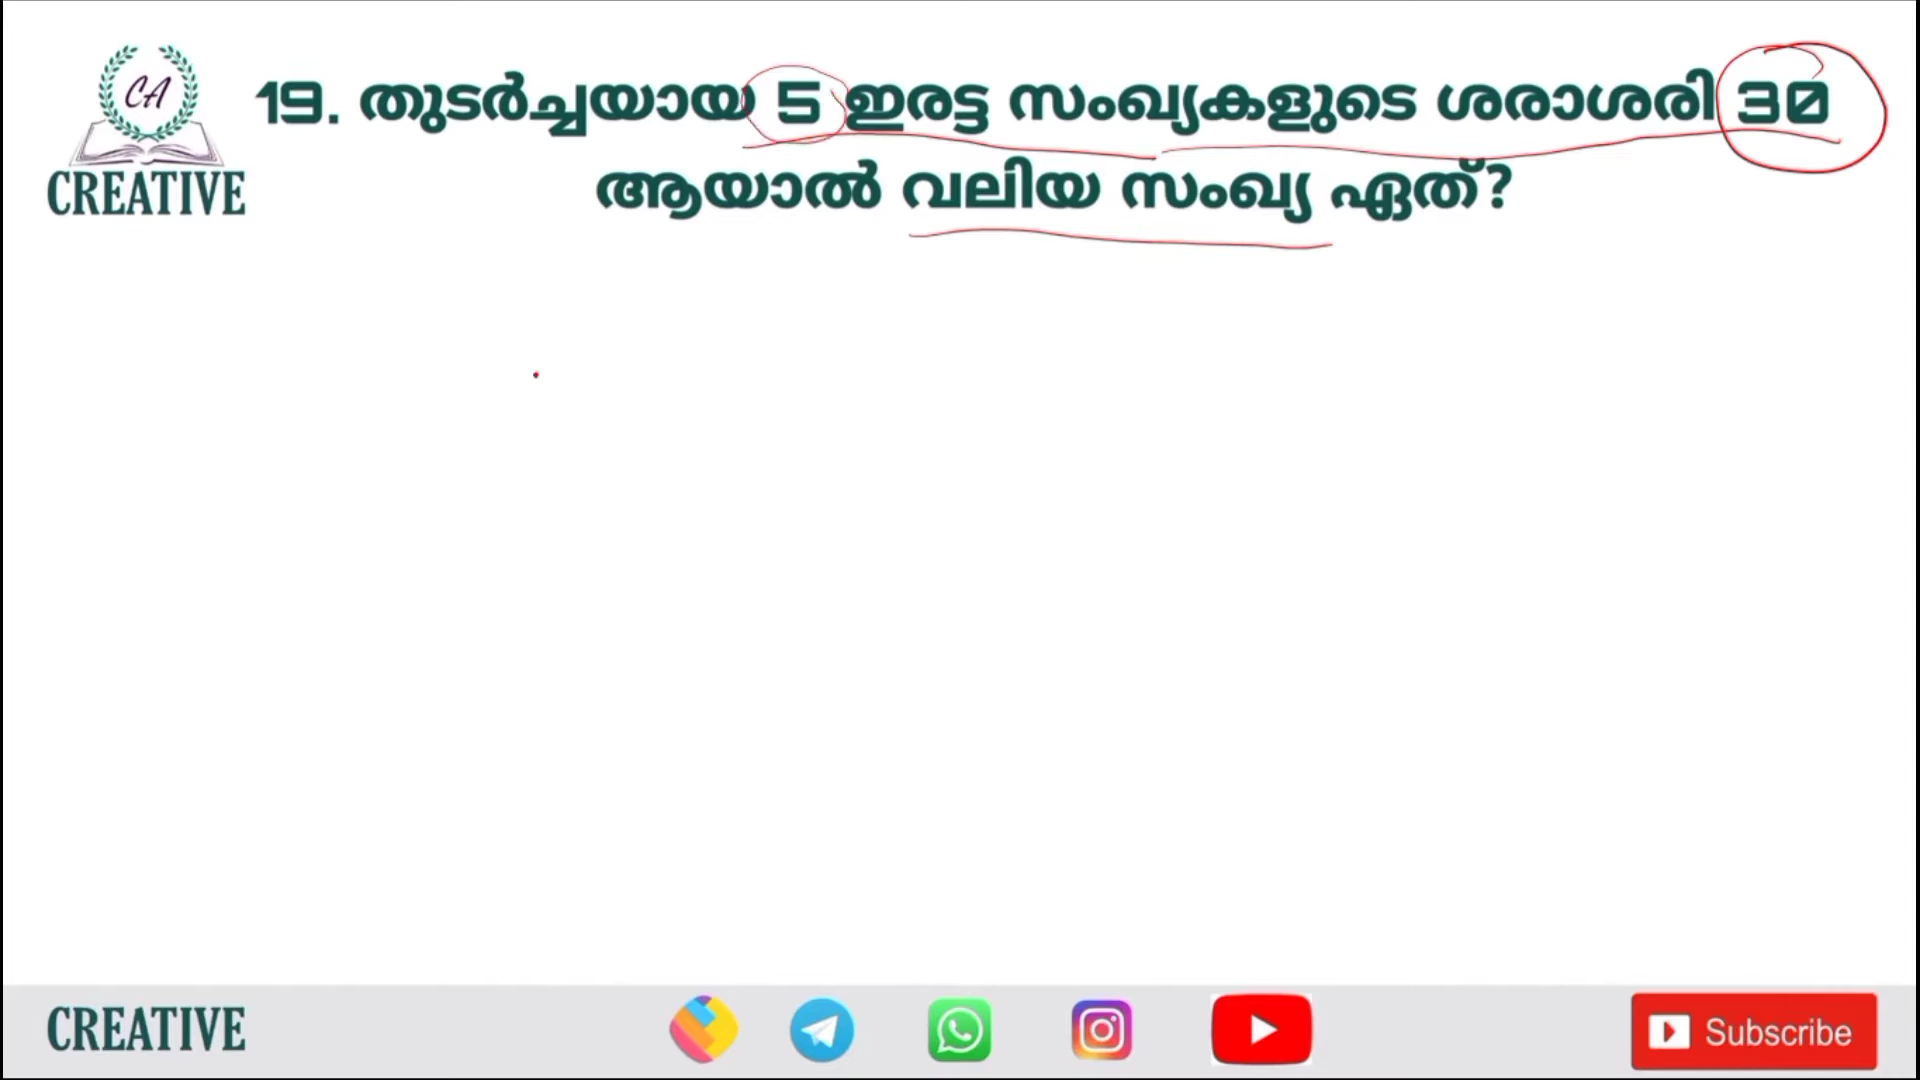 CA
CREATIVE
19. തുടർച്ചയായ 5 ഇരട്ട സംഖ്യകളുടെ ശരാശരി 30
ആയാൽ വലിയ സംഖ്യ ഏത്?
CREATIVE
Subscribe